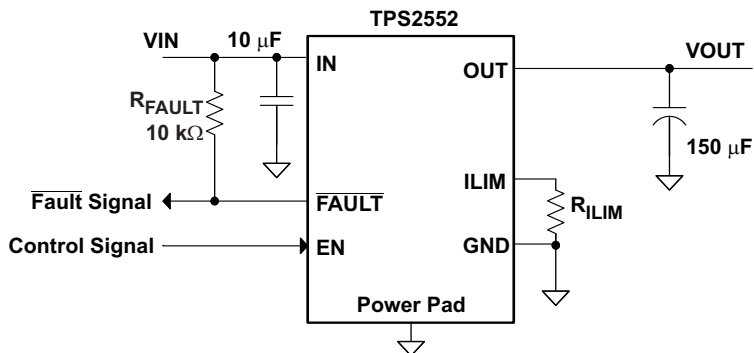 TPS2552
VIN
10 μF
IN
OUT
VOUT
RFAULT
10 kΩ
150 μF
ILIM
RILIM
Fault Signal
FAULT
Control Signal
EN
GND
Power Pad